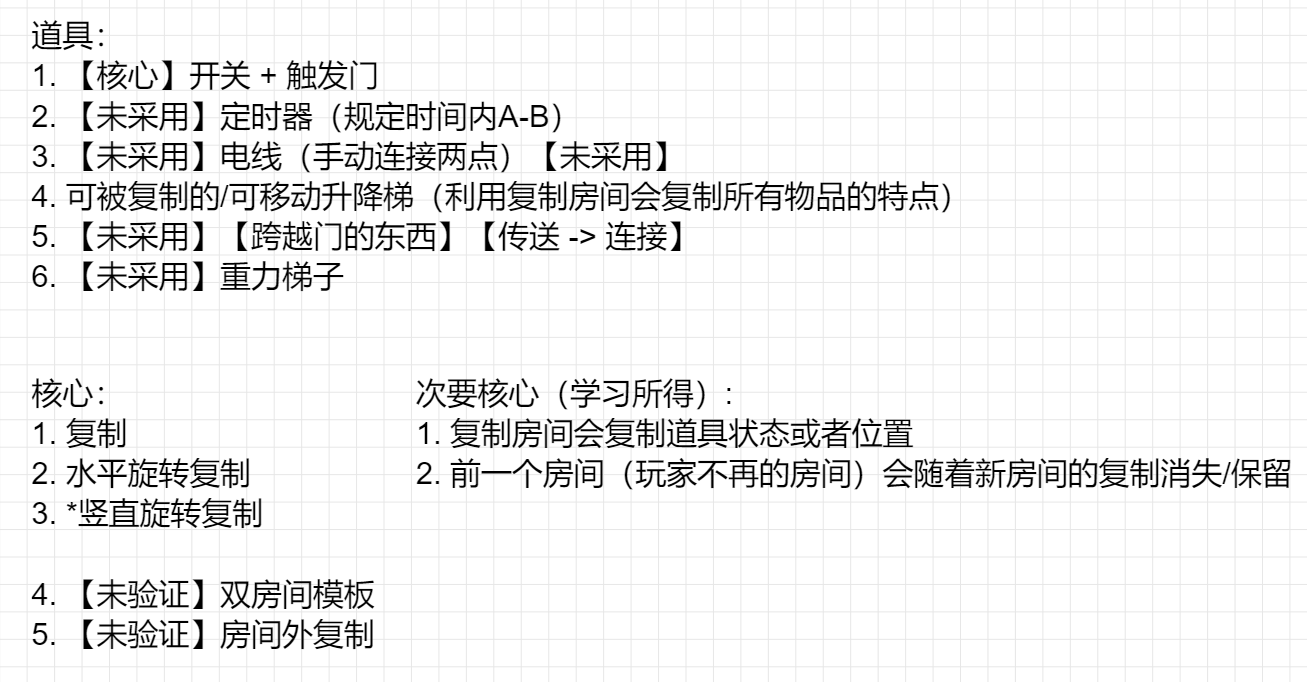 道具：
1. 【核心】开关 + 触发门
2. 【未采用】定时器（规定时间内A-B）
3. 【未采用】电线（手动连接两点）【未采用】
4. 可被复制的/可移动升降梯（利用复制房间会复制所有物品的特点）
5. 【未采用】【跨越门的东西】【传送 -> 连接】
6. 【未采用】重力梯子
核心：
1. 复制
2. 水平旋转复制
3. *竖直旋转复制
4. 【未验证】双房间模板
5. 【未验证】房间外复制
次要核心（学习所得）:
1. 复制房间会复制道具状态或者位置
2. 前一个房间（玩家不再的房间）会随着新房间的复制消失/保留